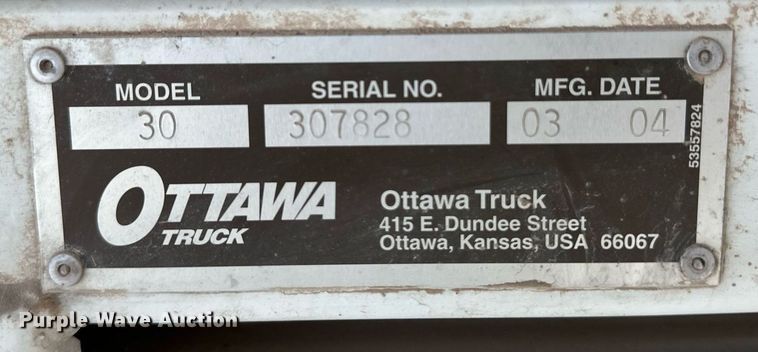 MODEL SERIAL NO. MFG. DATE
30 307828 03 04
53557824
OTTAWA
TRUCK
Ottawa Truck
415 E. Dundee Street
Ottawa, Kansas, USA 66067
Purple Wave Auction